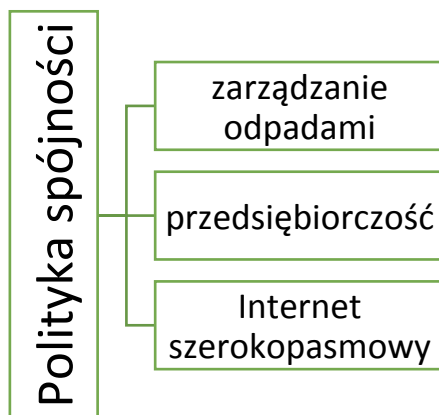 Polityka spójności
zarządzanie
odpadami
przedsiębiorczość
Internet
szerokopasmowy